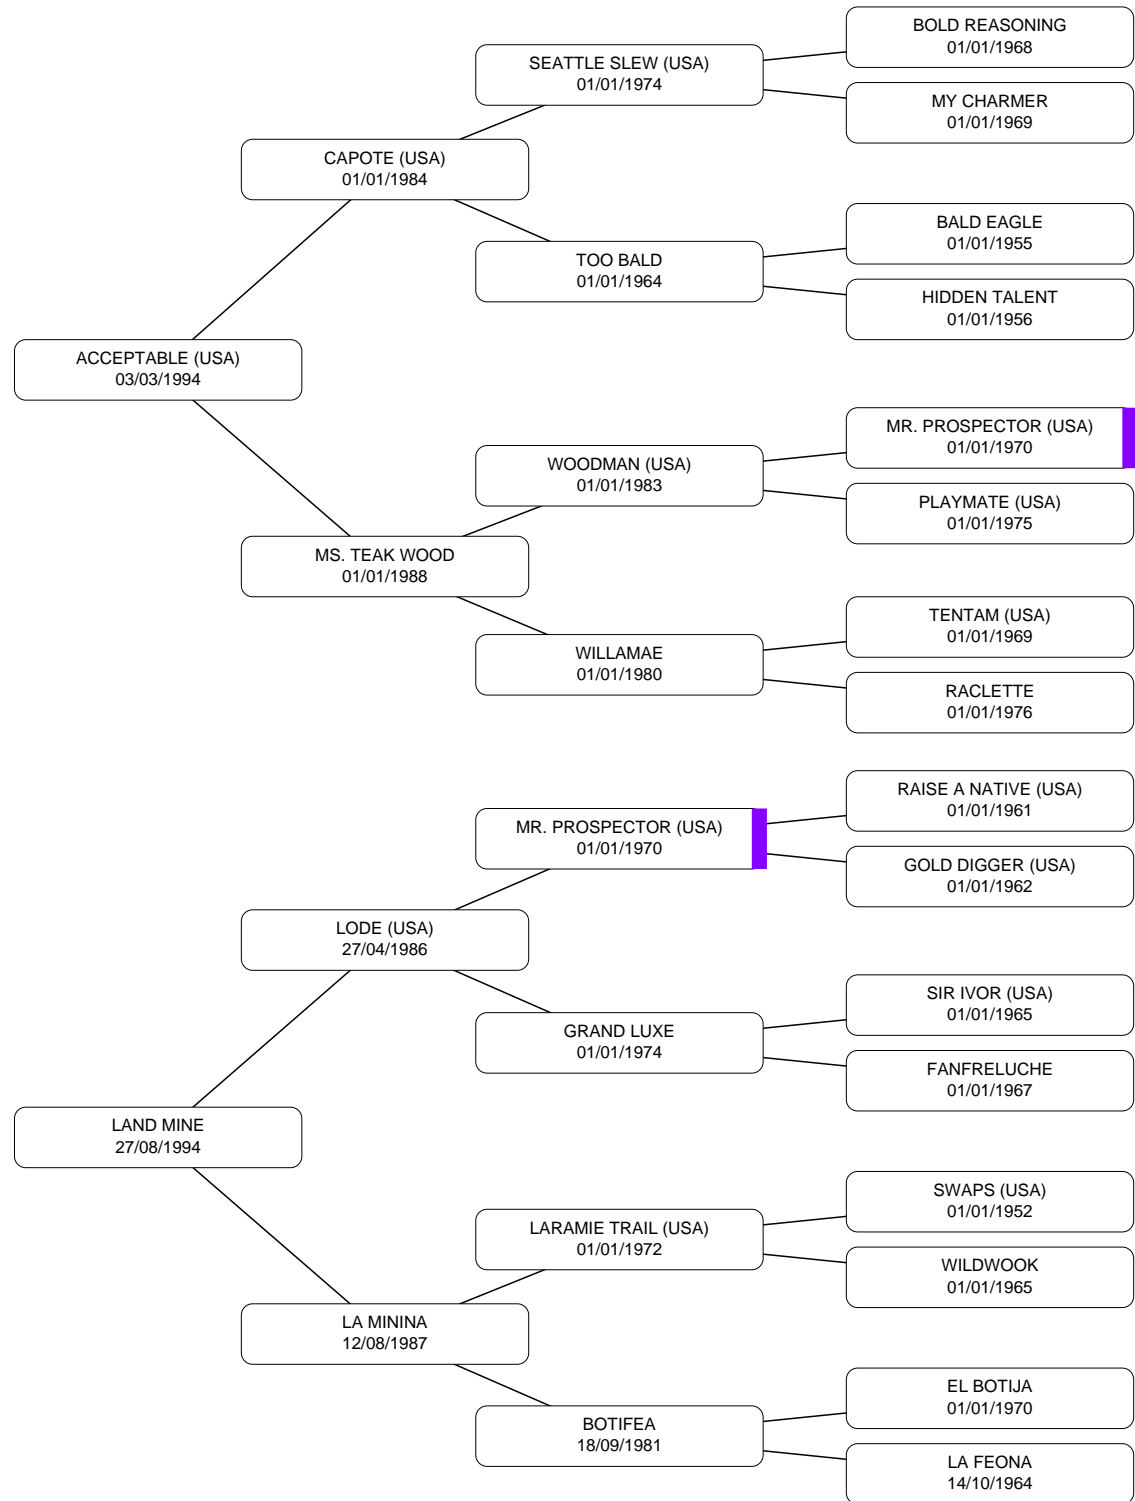 BOLD REASONING
01/01/1968
SEATTLE SLEW (USA)
01/01/1974
MY CHARMER
01/01/1969
CAPOTE (USA)
01/01/1984
BALD EAGLE
01/01/1955
TOO BALD
01/01/1964
HIDDEN TALENT
01/01/1956
ACCEPTABLE (USA)
03/03/1994
MR. PROSPECTOR (USA)
01/01/1970
WOODMAN (USA)
01/01/1983
PLAYMATE (USA)
01/01/1975
MS. TEAK WOOD
01/01/1988
TENTAM (USA)
01/01/1969
WILLAMAE
01/01/1980
RACLETTE
01/01/1976
RAISE A NATIVE (USA)
01/01/1961
MR. PROSPECTOR (USA)
01/01/1970
GOLD DIGGER (USA)
01/01/1962
LODE (USA)
27/04/1986
SIR IVOR (USA)
01/01/1965
GRAND LUXE
01/01/1974
FANFRELUCHE
01/01/1967
LAND MINE
27/08/1994
SWAPS (USA)
01/01/1952
LARAMIE TRAIL (USA)
01/01/1972
WILDWOOK
01/01/1965
LA MININA
12/08/1987
EL BOTIJA
01/01/1970
BOTIFEA
18/09/1981
LA FEONA
14/10/1964